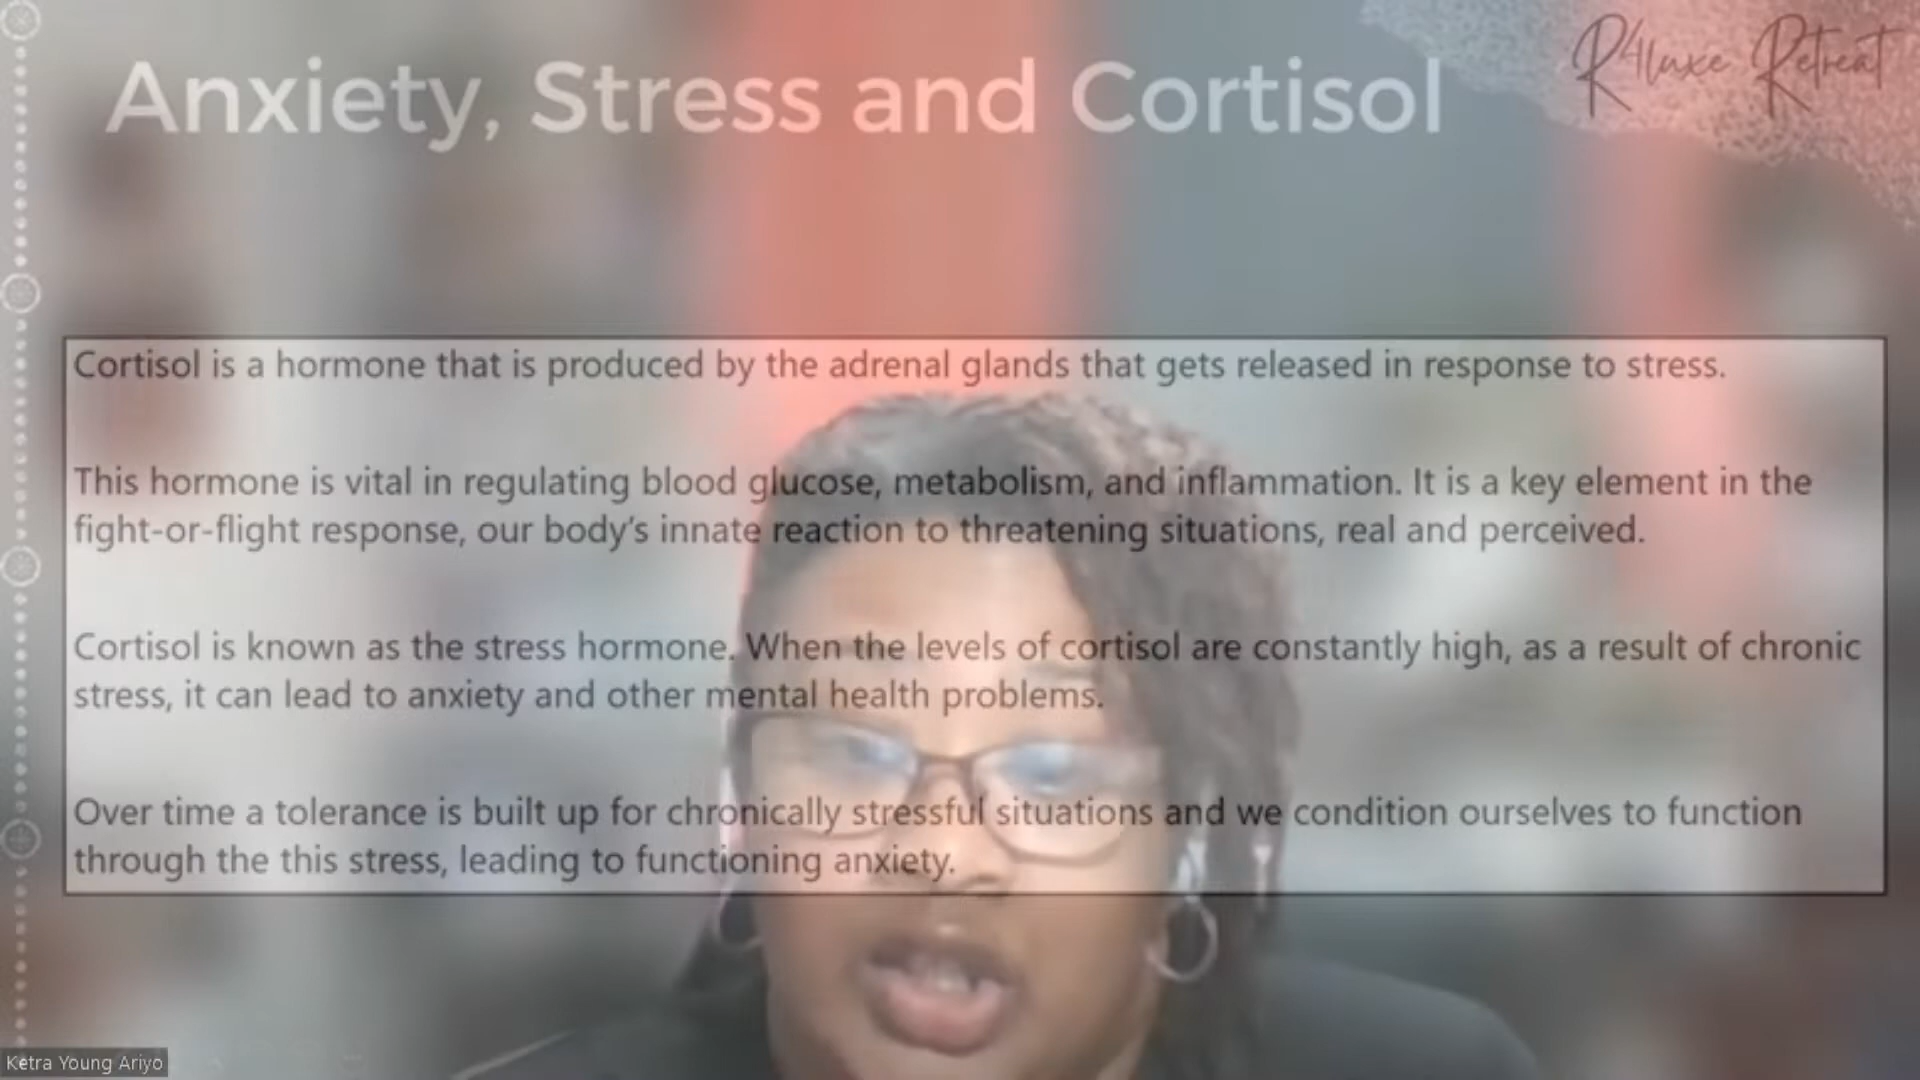 Anxiety, Stress and Cortisol
R4luxe Retreat
Cortisol is a hormone that is produced by the adrenal glands that gets released in response to stress.
This hormone is vital in regulating blood glucose, metabolism, and inflammation. It is a key element in the
fight-or-flight response, our body's innate reaction to threatening situations, real and perceived.
Cortisol is known as the stress hormone. When the levels of cortisol are constantly high, as a result of chronic
stress, it can lead to anxiety and other mental health problems.
Over time a tolerance is built up for chronically stressful situations and we condition ourselves to function
through the this stress, leading to functioning anxiety.
Ketra Young Ariyo